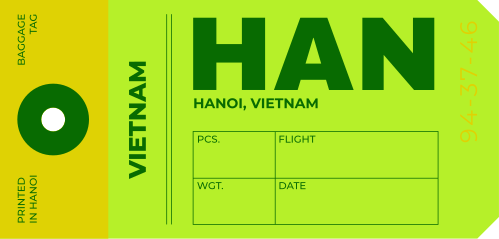 BAGGAGE
TAG
PRINTED
IN HANOI
VIETNAM
HAN
HANOI, VIETNAM
PCS.
FLIGHT
WGT.
DATE
94-37-46